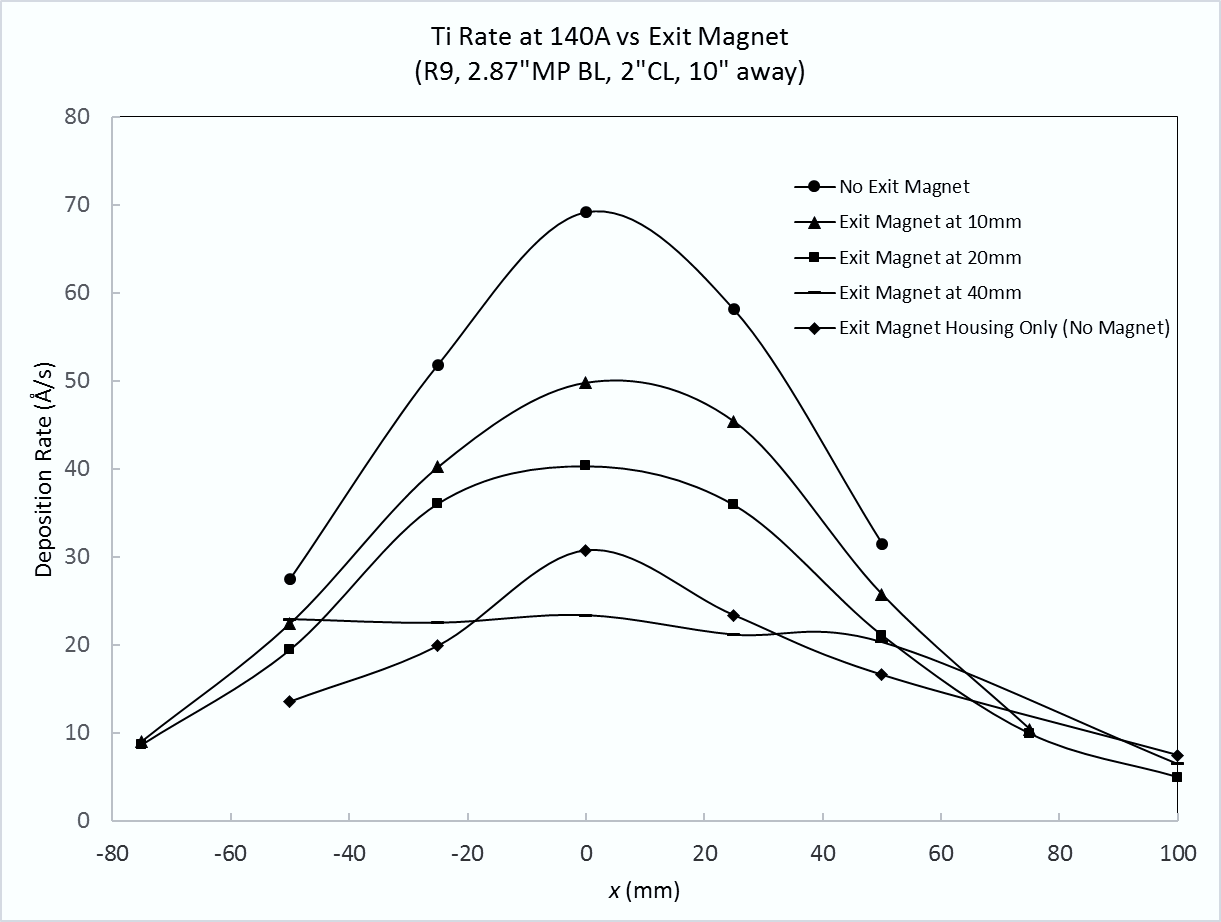 Ti Rate at 140A vs Exit Magnet
(R9, 2.87"MP BL, 2"CL, 10" away)
80
70
60
50
40
30
20
10
0
Deposition Rate (Å/s)
No Exit Magnet
Exit Magnet at 10mm
Exit Magnet at 20mm
Exit Magnet at 40mm
Exit Magnet Housing Only (No Magnet)
-80 -60 -40 -20 0 20 40 60 80 100
x (mm)